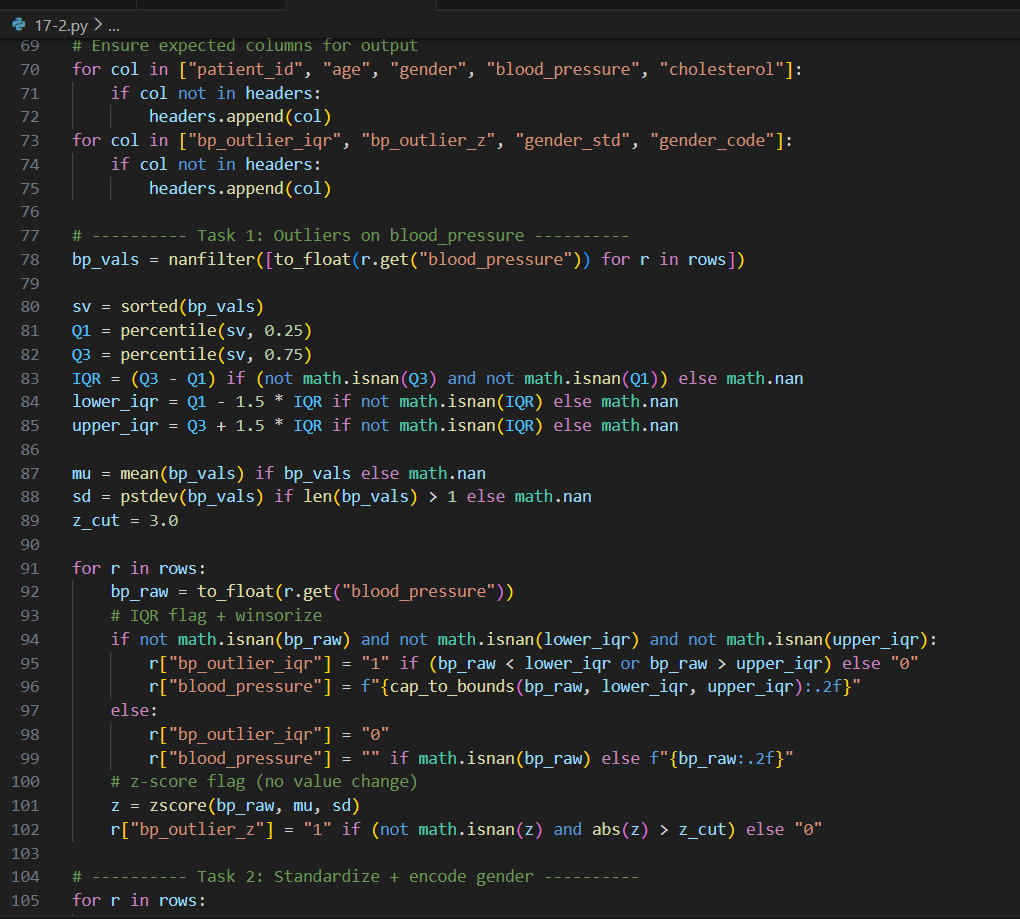 17-2.py > ...
69 # Ensure expected columns for output
70 for col in ["patient_id", "age", "gender", "blood_pressure", "cholesterol"]:
71     if col not in headers:
72         headers.append(col)
73 for col in ["bp_outlier_iqr", "bp_outlier_z", "gender_std", "gender_code"]:
74     if col not in headers:
75         headers.append(col)
76
77 # ---------- Task 1: Outliers on blood_pressure ----------
78 bp_vals = nanfilter([to_float(r.get("blood_pressure")) for r in rows])
79
80 sv = sorted(bp_vals)
81 Q1 = percentile(sv, 0.25)
82 Q3 = percentile(sv, 0.75)
83 IQR = (Q3 - Q1) if (not math.isnan(Q3) and not math.isnan(Q1)) else math.nan
84 lower_iqr = Q1 - 1.5 * IQR if not math.isnan(IQR) else math.nan
85 upper_iqr = Q3 + 1.5 * IQR if not math.isnan(IQR) else math.nan
86
87 mu = mean(bp_vals) if bp_vals else math.nan
88 sd = pstdev(bp_vals) if len(bp_vals) > 1 else math.nan
89 z_cut = 3.0
90
91 for r in rows:
92     bp_raw = to_float(r.get("blood_pressure"))
93     # IQR flag + winsorize
94     if not math.isnan(bp_raw) and not math.isnan(lower_iqr) and not math.isnan(upper_iqr):
95         r["bp_outlier_iqr"] = "1" if (bp_raw < lower_iqr or bp_raw > upper_iqr) else "0"
96         r["blood_pressure"] = f"{cap_to_bounds(bp_raw, lower_iqr, upper_iqr):.2f}"
97     else:
98         r["bp_outlier_iqr"] = "0"
99         r["blood_pressure"] = "" if math.isnan(bp_raw) else f"{bp_raw:.2f}"
100     # z-score flag (no value change)
101     z = zscore(bp_raw, mu, sd)
102     r["bp_outlier_z"] = "1" if (not math.isnan(z) and abs(z) > z_cut) else "0"
103
104 # ---------- Task 2: Standardize + encode gender ----------
105 for r in rows: